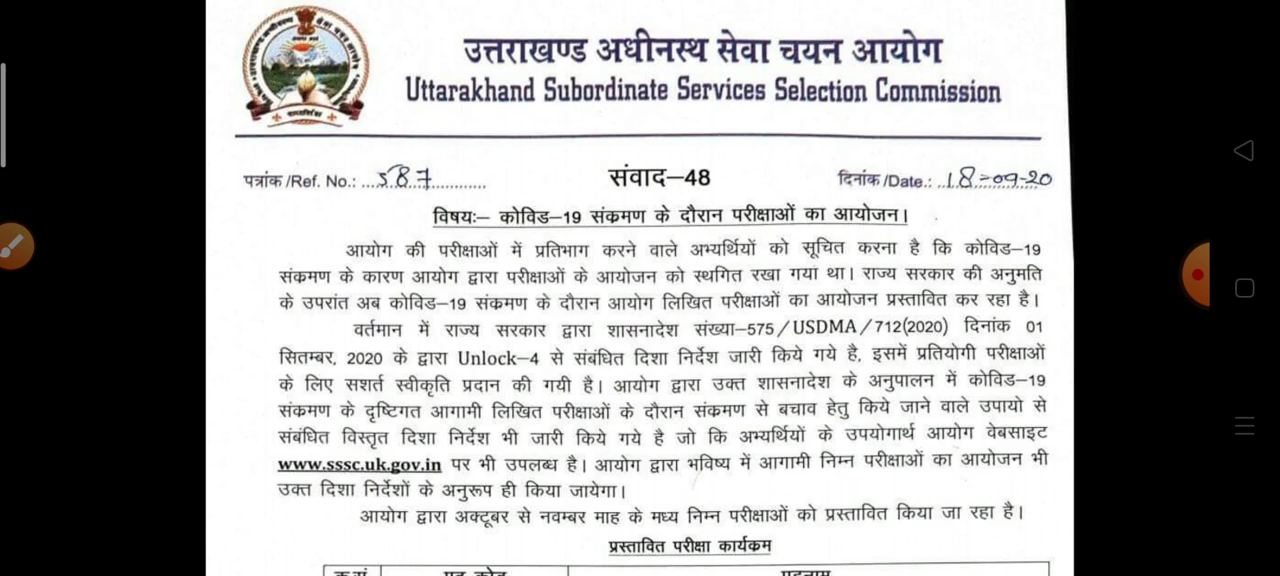 उत्तराखण्ड अधीनस्थ सेवा चयन आयोग
Uttarakhand Subordinate Services Selection Commission
पत्रांक /Ref. No.: ...587............
संवाद–48
दिनांक /Date.: ..18-09-20
विषयः– कोविड–19 संक्रमण के दौरान परीक्षाओं का आयोजन।
आयोग की परीक्षाओं में प्रतिभाग करने वाले अभ्यर्थियों को सूचित करना है कि कोविड–19
संक्रमण के कारण आयोग द्वारा परीक्षाओं के आयोजन को स्थगित रखा गया था। राज्य सरकार की अनुमति
के उपरांत अब कोविड–19 संक्रमण के दौरान आयोग लिखित परीक्षाओं का आयोजन प्रस्तावित कर रहा है।
वर्तमान में राज्य सरकार द्वारा शासनादेश संख्या–575/USDMA/712(2020) दिनांक 01
सितम्बर, 2020 के द्वारा Unlock–4 से संबंधित दिशा निर्देश जारी किये गये है, इसमें प्रतियोगी परीक्षाओं
के लिए सशर्त स्वीकृति प्रदान की गयी है। आयोग द्वारा उक्त शासनादेश के अनुपालन में कोविड–19
संक्रमण के दृष्टिगत आगामी लिखित परीक्षाओं के दौरान संक्रमण से बचाव हेतु किये जाने वाले उपायो से
संबंधित विस्तृत दिशा निर्देश भी जारी किये गये है जो कि अभ्यर्थियों के उपयोगार्थ आयोग वेबसाइट
www.sssc.uk.gov.in पर भी उपलब्ध है। आयोग द्वारा भविष्य में आगामी निम्न परीक्षाओं का आयोजन भी
उक्त दिशा निर्देशों के अनुरूप ही किया जायेगा।
आयोग द्वारा अक्टूबर से नवम्बर माह के मध्य निम्न परीक्षाओं को प्रस्तावित किया जा रहा है।
प्रस्तावित परीक्षा कार्यक्रम